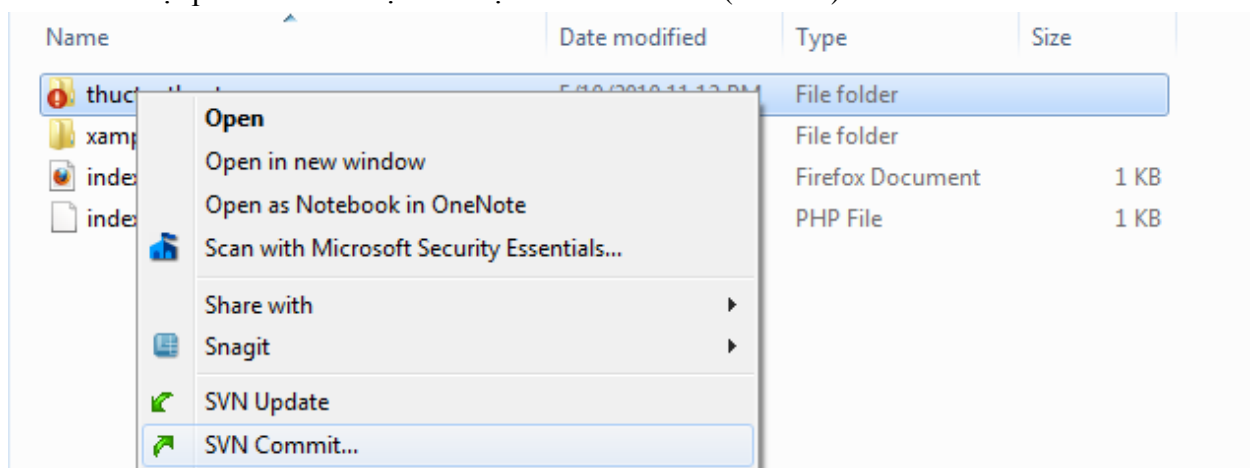 Name Date modified Type Size
File folder
Open File folder
Open in new window Firefox Document 1 KB
Open as Notebook in OneNote PHP File 1 KB
Scan with Microsoft Security Essentials...
Share with
Snagit
SVN Update
SVN Commit...